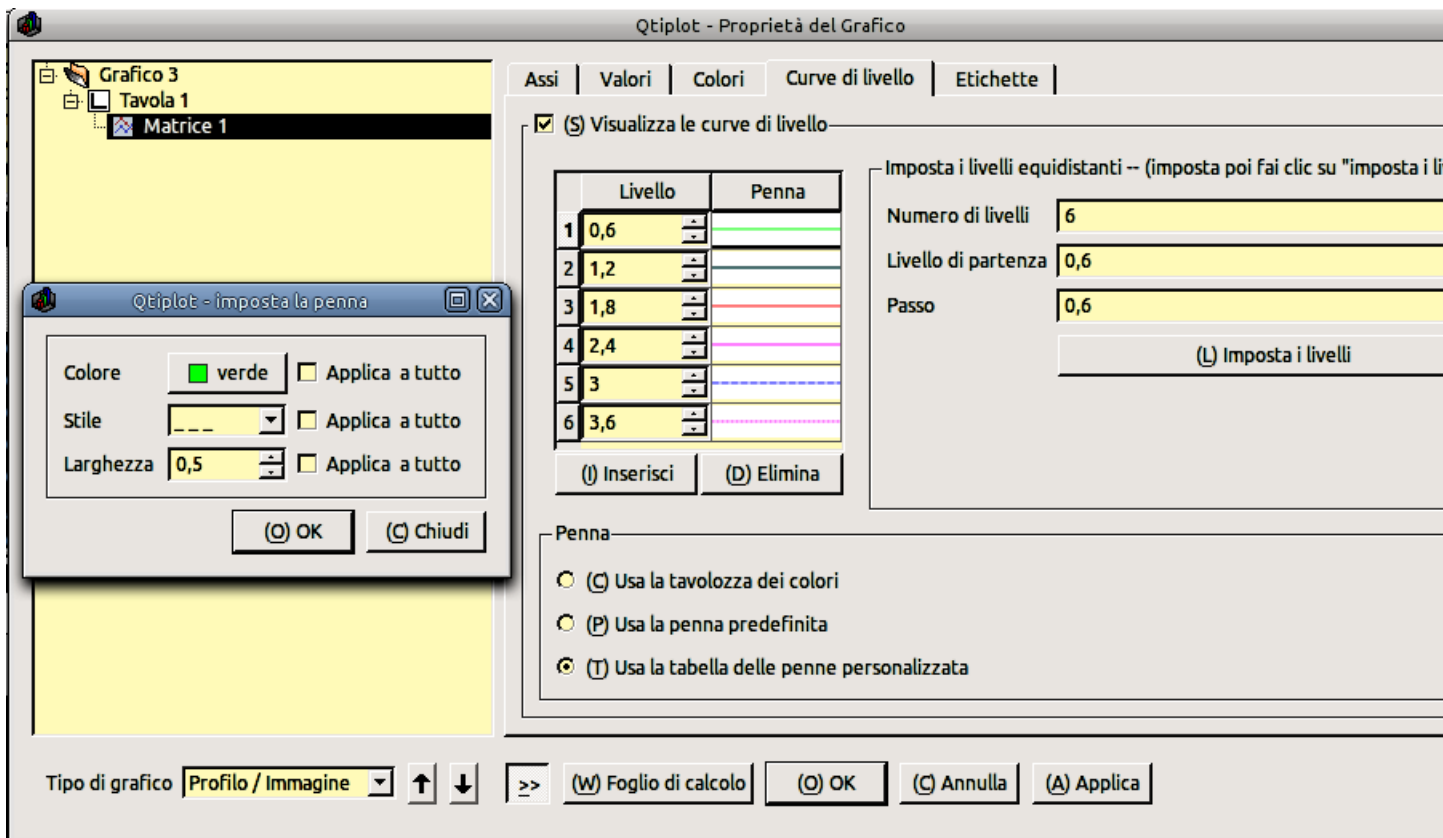 Qtiplot - Proprietà del Grafico
Grafico 3
Tavola 1
Matrice 1
Assi
Valori
Colori
Curve di livello
Etichette
(S) Visualizza le curve di livello
Livello Penna
1 0,6
2 1,2
3 1,8
4 2,4
5 3
6 3,6
(I) Inserisci
(D) Elimina
Imposta i livelli equidistanti -- (imposta poi fai clic su "imposta i li
Numero di livelli 6
Livello di partenza 0,6
Passo 0,6
(L) Imposta i livelli
Qtiplot - imposta la penna
Colore verde Applica a tutto
Stile _ _ _ Applica a tutto
Larghezza 0,5 Applica a tutto
(O) OK
(C) Chiudi
Penna
(C) Usa la tavolozza dei colori
(P) Usa la penna predefinita
(T) Usa la tabella delle penne personalizzata
Tipo di grafico Profilo / Immagine
>>
(W) Foglio di calcolo
(O) OK
(C) Annulla
(A) Applica